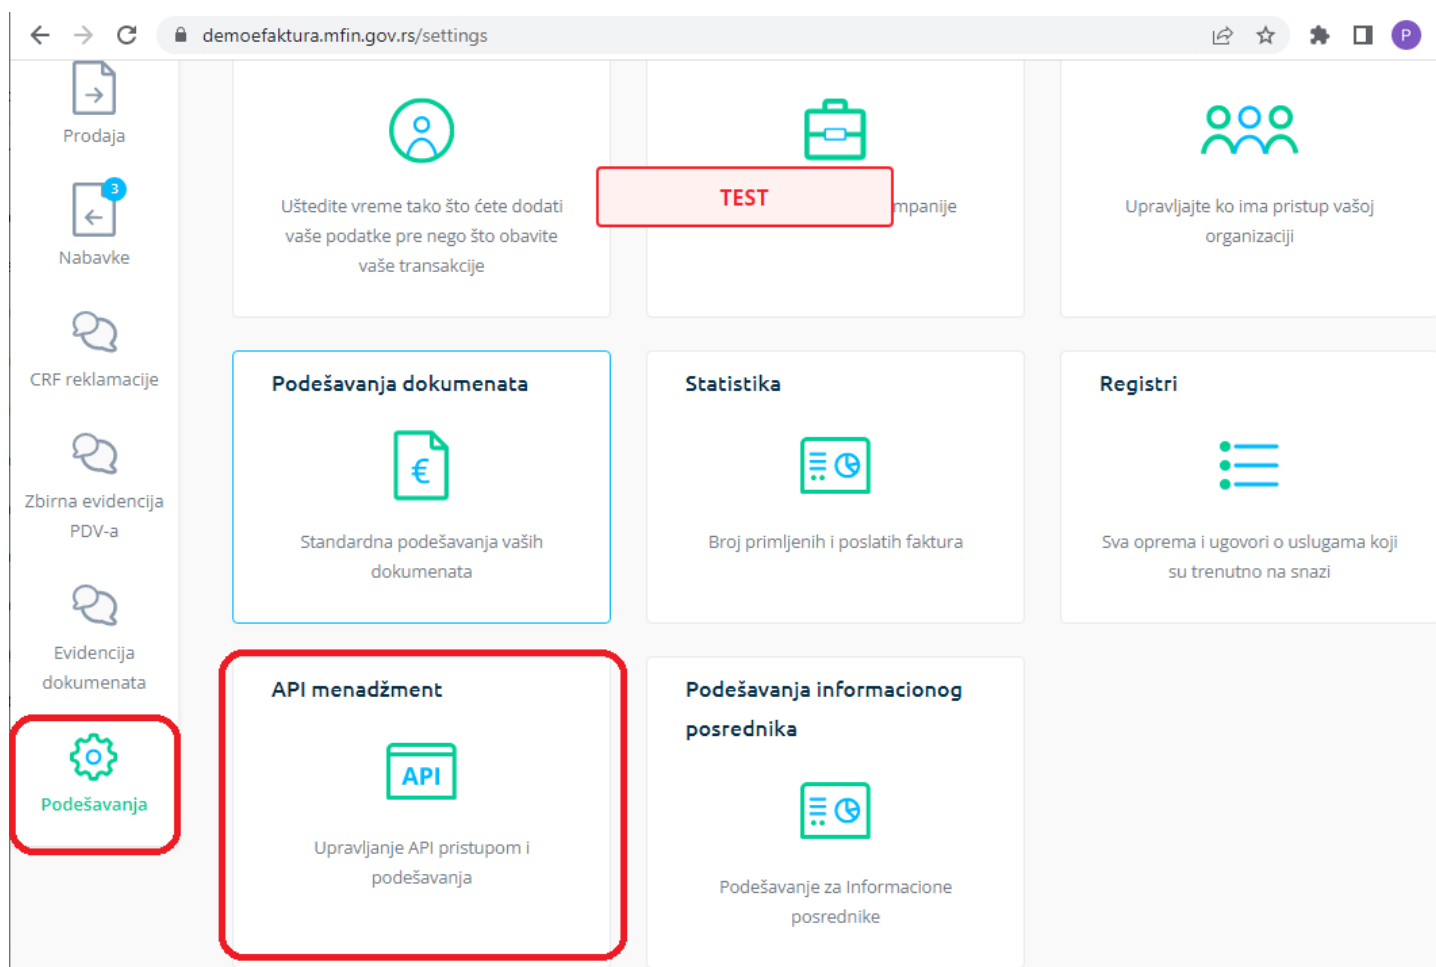 demoefaktura.mfin.gov.rs/settings
P
Prodaja
3
Nabavke
CRF reklamacije
Zbirna evidencija
PDV-a
Evidencija
dokumenata
Podešavanja
Uštedite vreme tako što ćete dodati
vaše podatke pre nego što obavite
vaše transakcije
TEST
Upravljajte ko ima pristup vašoj
organizaciji
Podešavanja dokumenata
€
Standardna podešavanja vaših
dokumenata
Statistika
Broj primljenih i poslatih faktura
Registri
Sva oprema i ugovori o uslugama koji
su trenutno na snazi
API menadžment
API
Upravljanje API pristupom i
podešavanja
Podešavanja informacionog
posrednika
Podešavanje za Informacione
posrednike